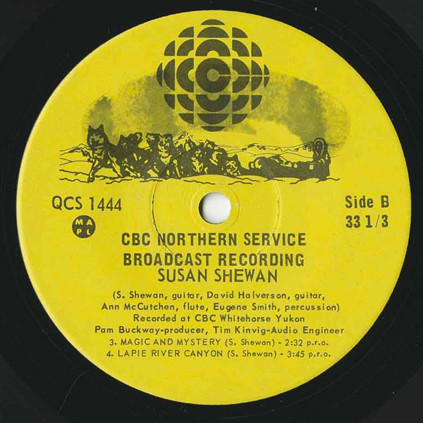 QCS 1444
Side B
M A P L
33 1/3
CBC NORTHERN SERVICE
BROADCAST RECORDING
SUSAN SHEWAN
(S. Shewan, guitar, David Halverson, guitar,
Ann McCutchen, flute, Eugene Smith, percussion)
Recorded at CBC Whitehorse Yukon
Pam Buckway-producer, Tim Kinvig-Audio Engineer
3. MAGIC AND MYSTERY (S. Shewan) - 2:32 p.r.o.
4. LAPIE RIVER CANYON (S. Shewan) - 3:45 p.r.o.